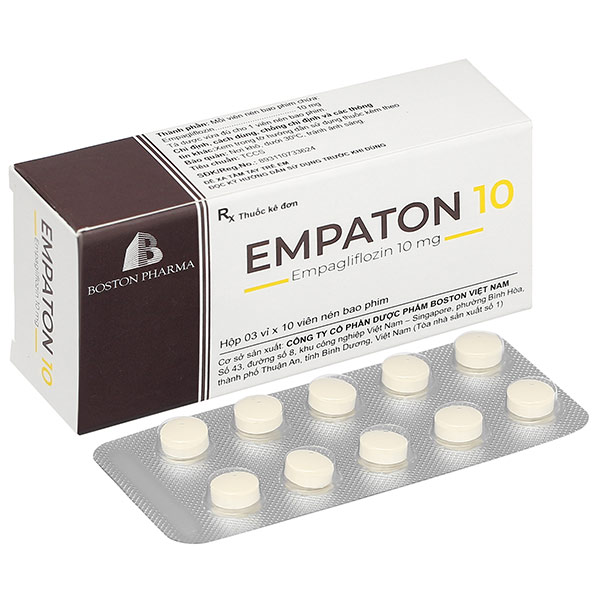 Thành phần: Mỗi viên nén bao phim chứa:
Empagliflozin ........ 10 mg
Tá dược vừa đủ cho 1 viên nén bao phim.
Chỉ định, cách dùng, chống chỉ định và các thông
tin khác: Xem trong tờ hướng dẫn sử dụng thuốc kèm theo
Bảo quản: Nơi khô, dưới 30°C, tránh ánh sáng.
Tiêu chuẩn: TCCS
SDK/Reg.No.: 893110733624
ĐỂ XA TẦM TAY TRẺ EM
ĐỌC KỸ HƯỚNG DẪN SỬ DỤNG TRƯỚC KHI DÙNG
Rx Thuốc kê đơn
EMPATON 10
Empagliflozin 10 mg
Hộp 03 vỉ x 10 viên nén bao phim
Cơ sở sản xuất: CÔNG TY CỔ PHẦN DƯỢC PHẨM BOSTON VIỆT NAM
Số 43, đường số 8, khu công nghiệp Việt Nam – Singapore, phường Bình Hòa,
thành phố Thuận An, tỉnh Bình Dương, Việt Nam (Tòa nhà sản xuất số 1)
B
BOSTON PHARMA
EMPATON 10
Empagliflozin 10 mg